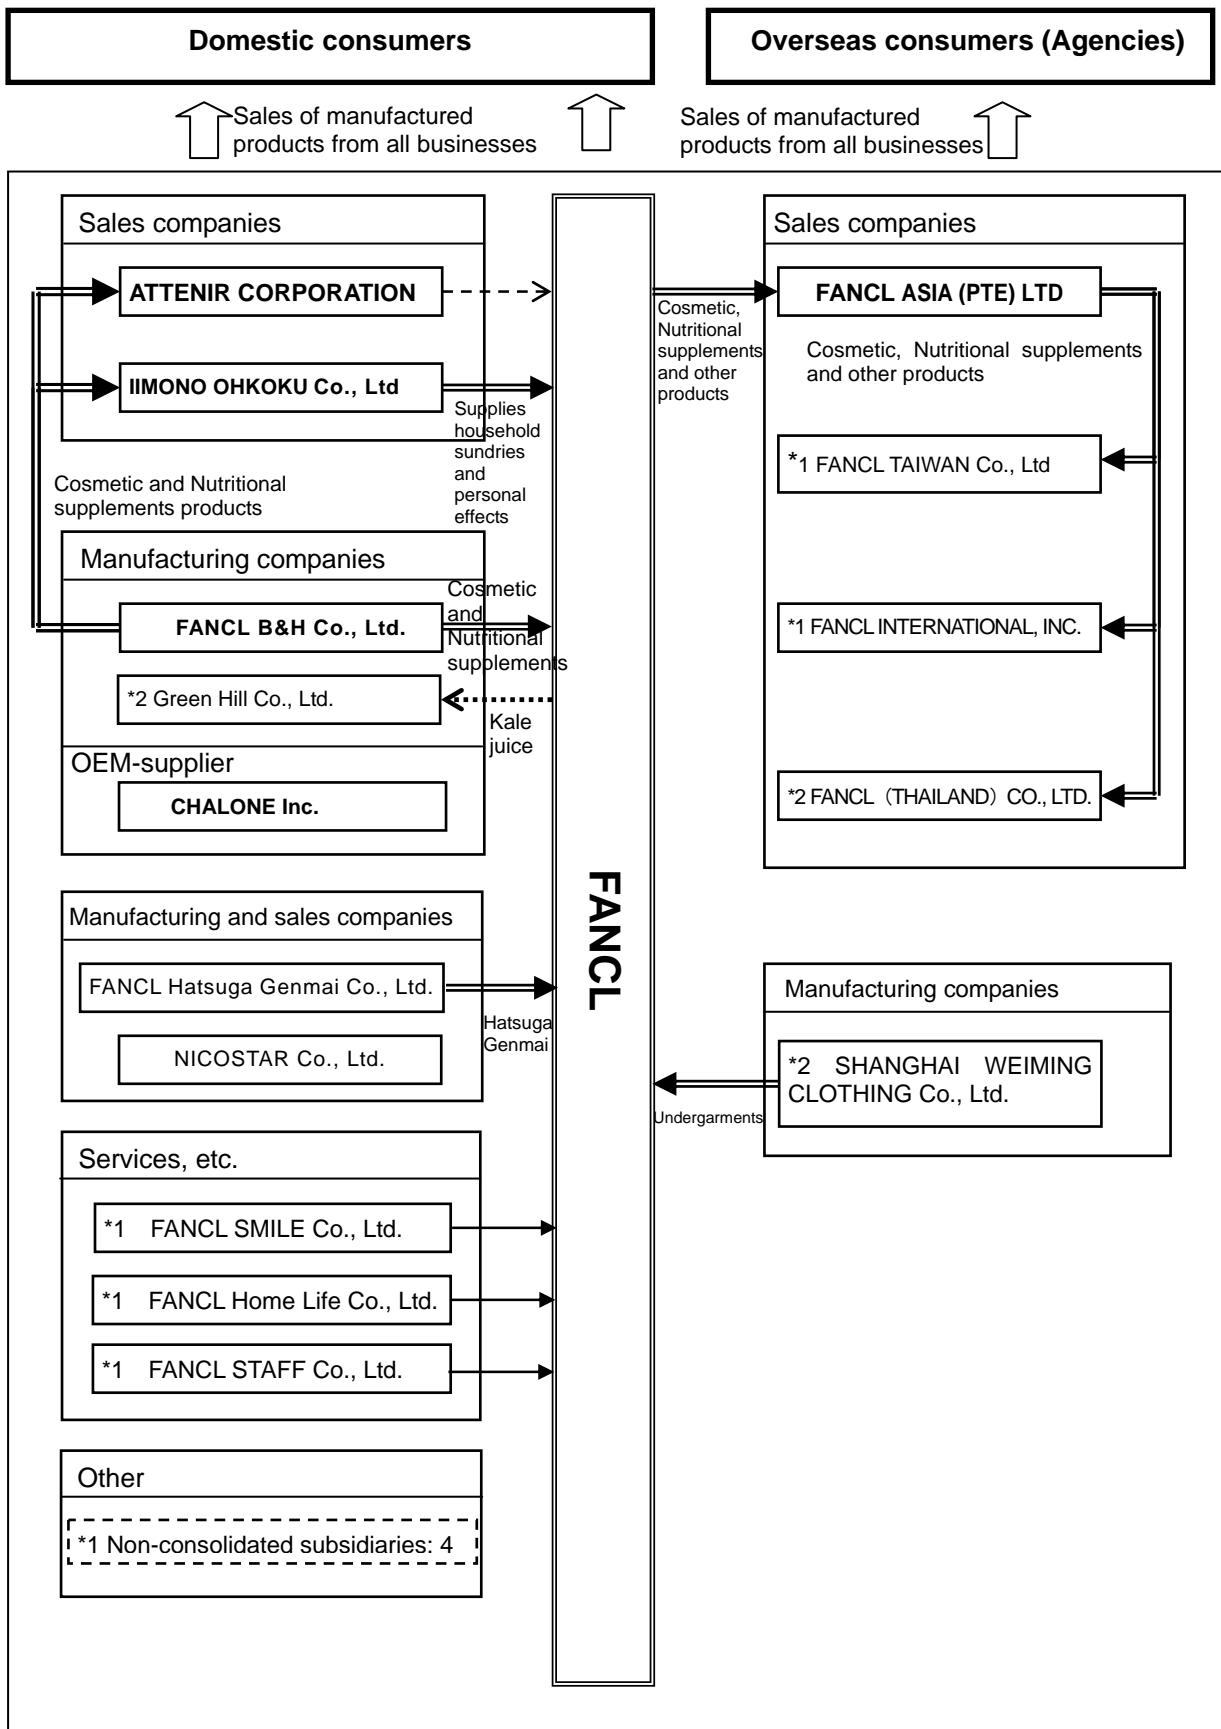 Domestic consumers
Overseas consumers (Agencies)
Sales of manufactured
products from all businesses
Sales of manufactured
products from all businesses
Sales companies
ATTENIR CORPORATION
IIMONO OHKOKU Co., Ltd
Supplies
household
sundries
and
personal
effects
Cosmetic and Nutritional
supplements products
Manufacturing companies
FANCL B&H Co., Ltd.
Cosmetic
and
Nutritional
supplements
*2 Green Hill Co., Ltd.
Kale
juice
OEM-supplier
CHALONE Inc.
Manufacturing and sales companies
FANCL Hatsuga Genmai Co., Ltd.
Hatsuga
Genmai
NICOSTAR Co., Ltd.
Services, etc.
*1 FANCL SMILE Co., Ltd.
*1 FANCL Home Life Co., Ltd.
*1 FANCL STAFF Co., Ltd.
Other
*1 Non-consolidated subsidiaries: 4
FANCL
Cosmetic,
Nutritional
supplements
and other
products
Sales companies
FANCL ASIA (PTE) LTD
Cosmetic, Nutritional supplements
and other products
*1 FANCL TAIWAN Co., Ltd
*1 FANCL INTERNATIONAL, INC.
*2 FANCL（THAILAND）CO., LTD.
Manufacturing companies
*2 SHANGHAI WEIMING
CLOTHING Co., Ltd.
Undergarments